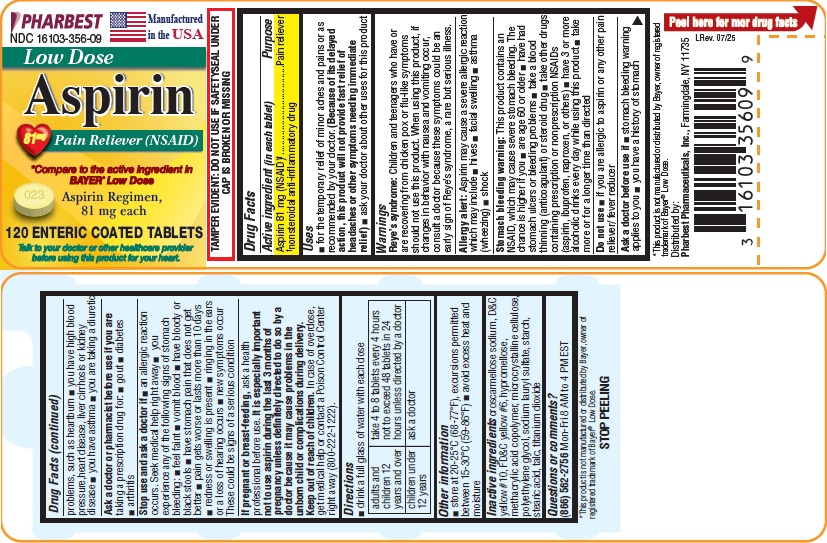 PHARBEST
Manufactured
in the USA
NDC 16103-356-09
Low Dose
Aspirin
81mg
Pain Reliever (NSAID)
*Compare to the active ingredient in
BAYER® Low Dose
023
Aspirin Regimen,
81 mg each
120 ENTERIC COATED TABLETS
Talk to your doctor or other healthcare provider
before using this product for your heart.
TAMPER EVIDENT: DO NOT USE IF SAFETYSEAL UNDER
CAP IS BROKEN OR MISSING
Drug Facts
Active ingredient (in each tablet) Purpose
Aspirin 81 mg (NSAID*)..............................Pain reliever
*nonsteroidal anti-inflammatory drug
Uses
■ for the temporary relief of minor aches and pains or as
recommended by your doctor. (Because of its delayed
action, this product will not provide fast relief of
headaches or other symptoms needing immediate
relief) ■ ask your doctor about other uses for this product
Warnings
Reye's syndrome: Children and teenagers who have or
are recovering from chicken pox or flu-like symptoms
should not use this product. When using this product, if
changes in behavior with nausea and vomiting occur,
consult a doctor because these symptoms could be an
early sign of Reye's syndrome, a rare but serious illness.
Allergy alert: Aspirin may cause a severe allergic reaction
which may include ■ hives ■ facial swelling ■ asthma
(wheezing) ■ shock
Stomach bleeding warning: This product contains an
NSAID, which may cause severe stomach bleeding. The
chance is higher if you ■ are age 60 or older ■ have had
stomach ulcers or bleeding problems ■ take a blood
thinning (anticoagulant) or steroid drug ■ take other drugs
containing prescription or nonprescription NSAIDs
(aspirin, ibuprofen, naproxen, or others) ■ have 3 or more
alcoholic drinks every day while using this product ■ take
more or for a longer time than directed
Do not use ■ if you are allergic to aspirin or any other pain
reliever/ fever reducer
Ask a doctor before use if ■ stomach bleeding warning
applies to you ■ you have a history of stomach
*This product is not manufactured or distributed by Bayer, owner of registered
trademark of Bayer® Low Dose.
Distributed by:
Pharbest Pharmaceuticals, Inc., Farmingdale, NY 11735
L Rev. 07/25
Peel here for mor drug facts
3 16103 35609 9
Drug Facts (continued)
problems, such as heartburn ■ you have high blood
pressure, heart disease, liver cirrhosis or kidney
disease ■ you have asthma ■ you are taking a diuretic
Ask a doctor or pharmacist before use if you are
taking a prescription drug for: ■ gout ■ diabetes
■ arthritis
Stop use and ask a doctor if ■ an allergic reaction
occurs. Seek medical help right away ■ you
experience any of the following signs of stomach
bleeding: ■ feel faint ■ vomit blood ■ have bloody or
black stools ■ have stomach pain that does not get
better ■ pain gets worse or lasts more than 10 days
■ redness or swelling is present ■ ringing in the ears
or a loss of hearing occurs ■ new symptoms occur
These could be signs of a serious condition
If pregnant or breast-feeding, ask a health
professional before use. It is especially important
not to use aspirin during the last 3 months of
pregnancy unless definitely directed to do so by a
doctor because it may cause problems in the
unborn child or complications during delivery.
Keep out of reach of children. In case of overdose,
get medical help or contact a Poison Control Center
right away (800-222-1222).
Directions
■ drink a full glass of water with each dose
adults and
children 12
years and over
take 4 to 8 tablets every 4 hours
not to exceed 48 tablets in 24
hours unless directed by a doctor
children under
12 years
ask a doctor
Other information
■ store at 20-25°C (68-77°F), excursions permitted
between 15-30°C (59-86°F) ■ avoid excess heat and
moisture
Inactive ingredients croscarmellose sodium, D&C
yellow #10, FD&C yellow #6, hypromellose,
methacrylic acid copolymer, microcrystalline cellulose,
polyethylene glycol, sodium lauryl sulfate, starch,
stearic acid, talc, titanium dioxide
Questions or comments?
(866) 562-2756 Mon-Fri 8 AM to 4 PM EST
*This product is not manufactured or distributed by Bayer, owner of
registered trademark of Bayer® Low Dose.
STOP PEELING